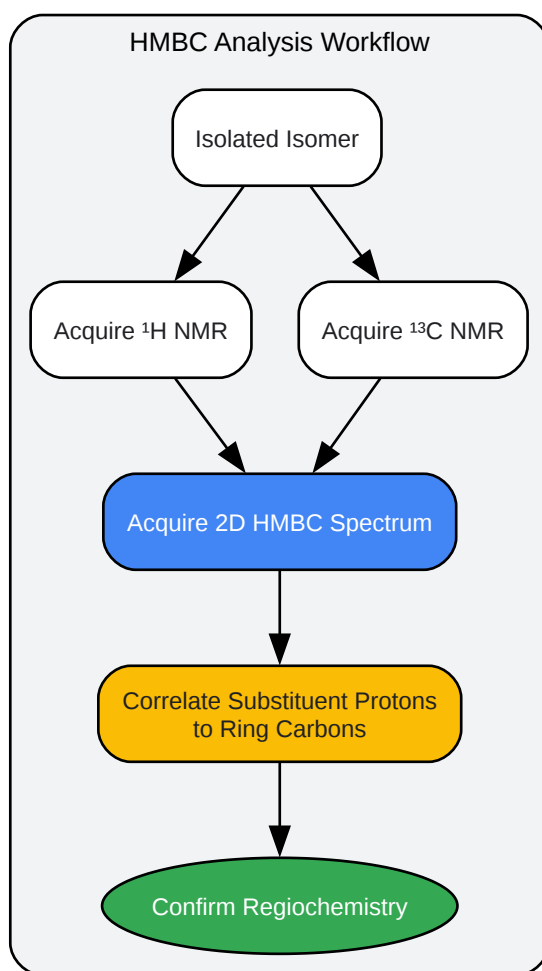 HMBC Analysis Workflow
Isolated Isomer
Acquire ¹H NMR
Acquire ¹³C NMR
Acquire 2D HMBC Spectrum
Correlate Substituent Protons
to Ring Carbons
Confirm Regiochemistry